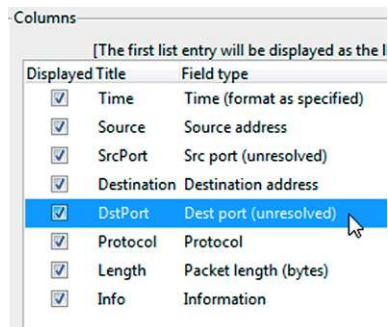 Columns
[The first list entry will be displayed as the
Displayed Title Field type
Time Time (format as specified)
Source Source address
SrcPort Src port (unresolved)
Destination Destination address
DstPort Dest port (unresolved)
Protocol Protocol
Length Packet length (bytes)
Info Information